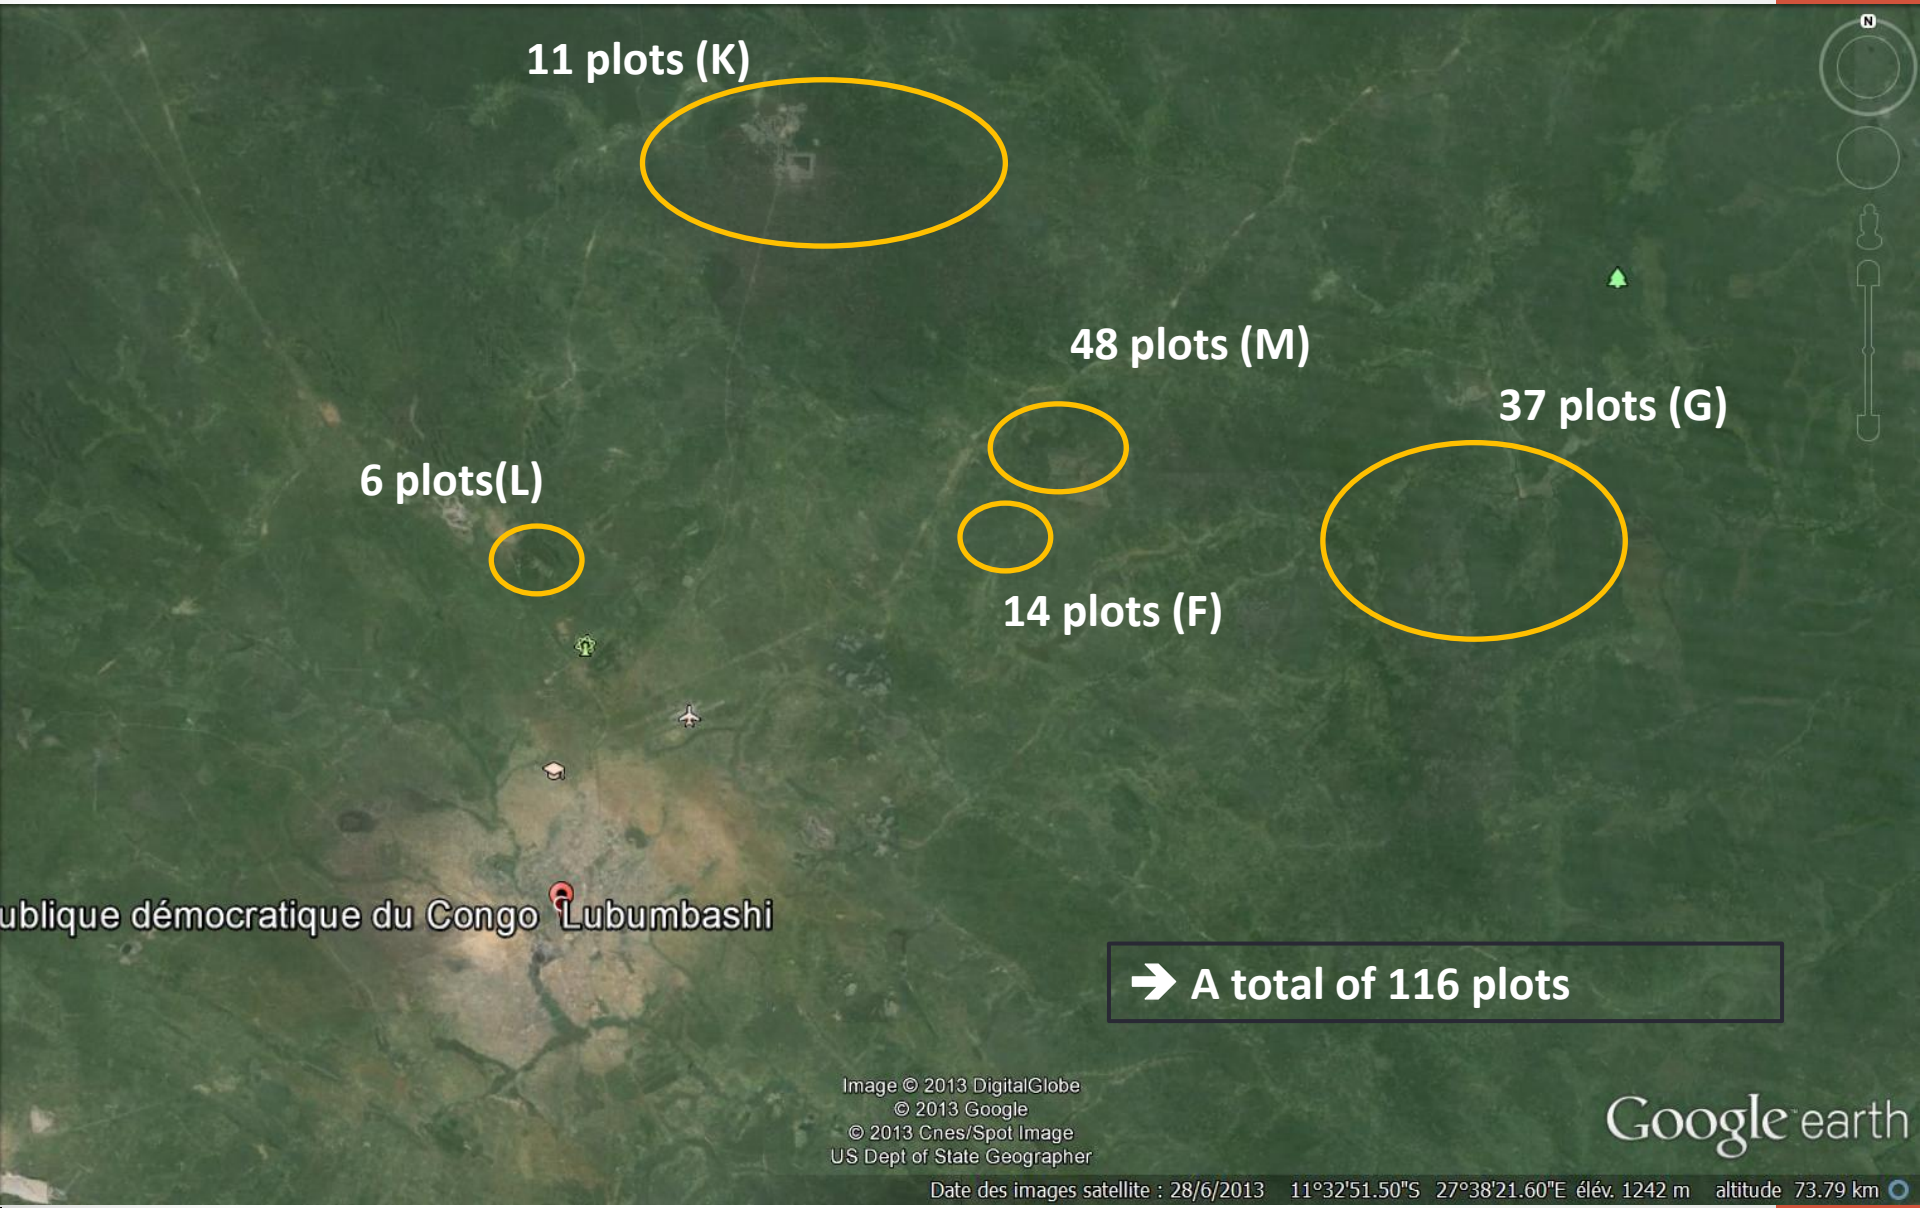 N
11 plots (K)
48 plots (M)
37 plots (G)
6 plots(L)
14 plots (F)
ublique démocratique du Congo Lubumbashi
➔ A total of 116 plots
Image © 2013 DigitalGlobe
© 2013 Google
© 2013 Cnes/Spot Image
US Dept of State Geographer
Google earth
Date des images satellite : 28/6/2013 11°32'51.50"S 27°38'21.60"E élév. 1242 m altitude 73.79 km